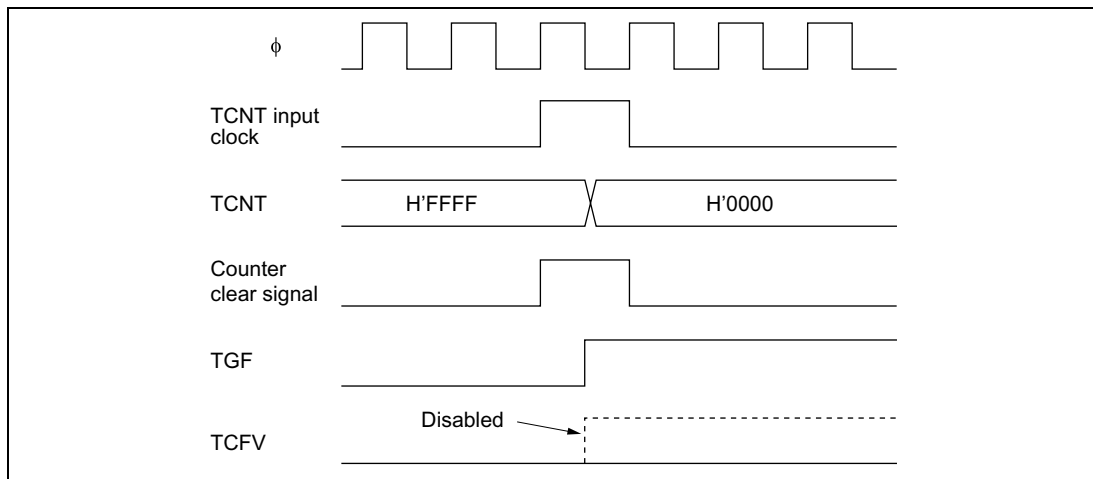 ϕ
TCNT input
clock
TCNT
H'FFFF
H'0000
Counter
clear signal
TGF
Disabled
TCFV